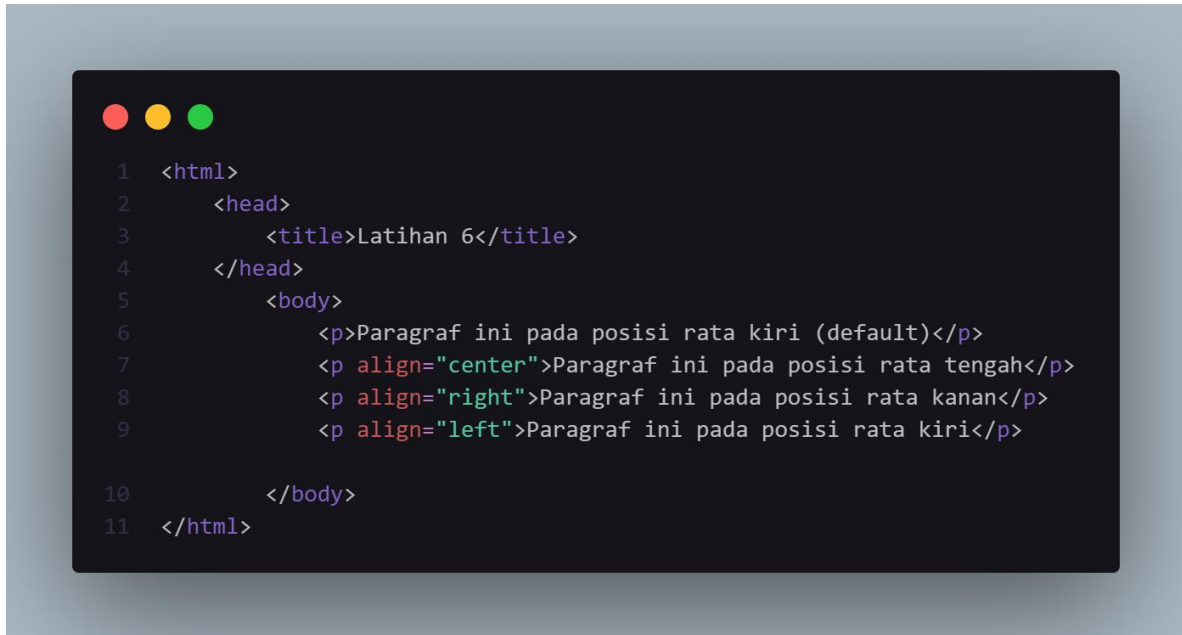 1 <html>
2 <head>
3 <title>Latihan 6</title>
4 </head>
5 <body>
6 <p>Paragraf ini pada posisi rata kiri (default)</p>
7 <p align="center">Paragraf ini pada posisi rata tengah</p>
8 <p align="right">Paragraf ini pada posisi rata kanan</p>
9 <p align="left">Paragraf ini pada posisi rata kiri</p>
10 </body>
11 </html>